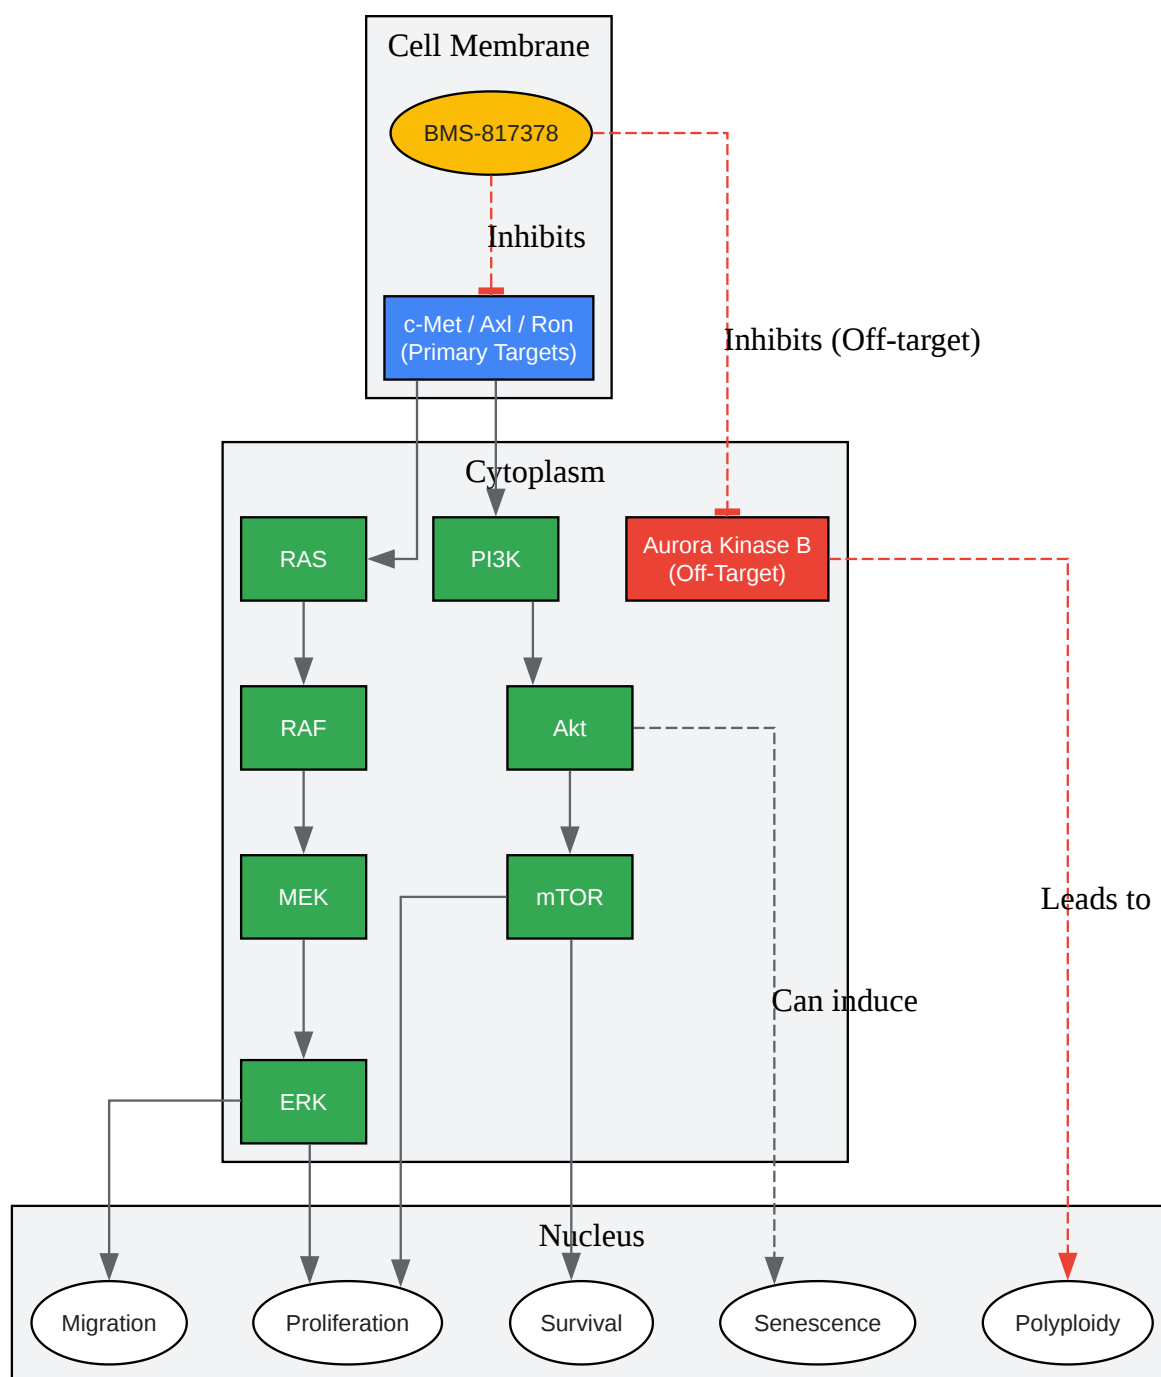 Cell Membrane
BMS-817378
Inhibits
c-Met / Axl / Ron
(Primary Targets)
Inhibits (Off-target)
Cytoplasm
RAS
PI3K
Aurora Kinase B
(Off-Target)
RAF
Akt
MEK
mTOR
Leads to
Can induce
ERK
Nucleus
Migration
Proliferation
Survival
Senescence
Polyploidy